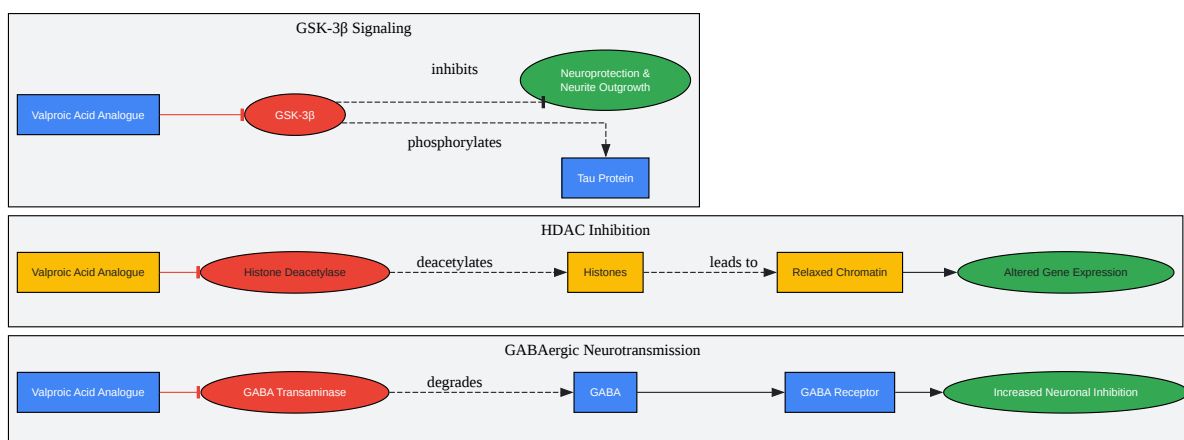 GSK-3β Signaling
inhibits
Neuroprotection &
Neurite Outgrowth
Valproic Acid Analogue
GSK-3β
phosphorylates
Tau Protein
HDAC Inhibition
Valproic Acid Analogue
Histone Deacetylase
deacetylates
Histones
leads to
Relaxed Chromatin
Altered Gene Expression
GABAergic Neurotransmission
Valproic Acid Analogue
GABA Transaminase
degrades
GABA
GABA Receptor
Increased Neuronal Inhibition